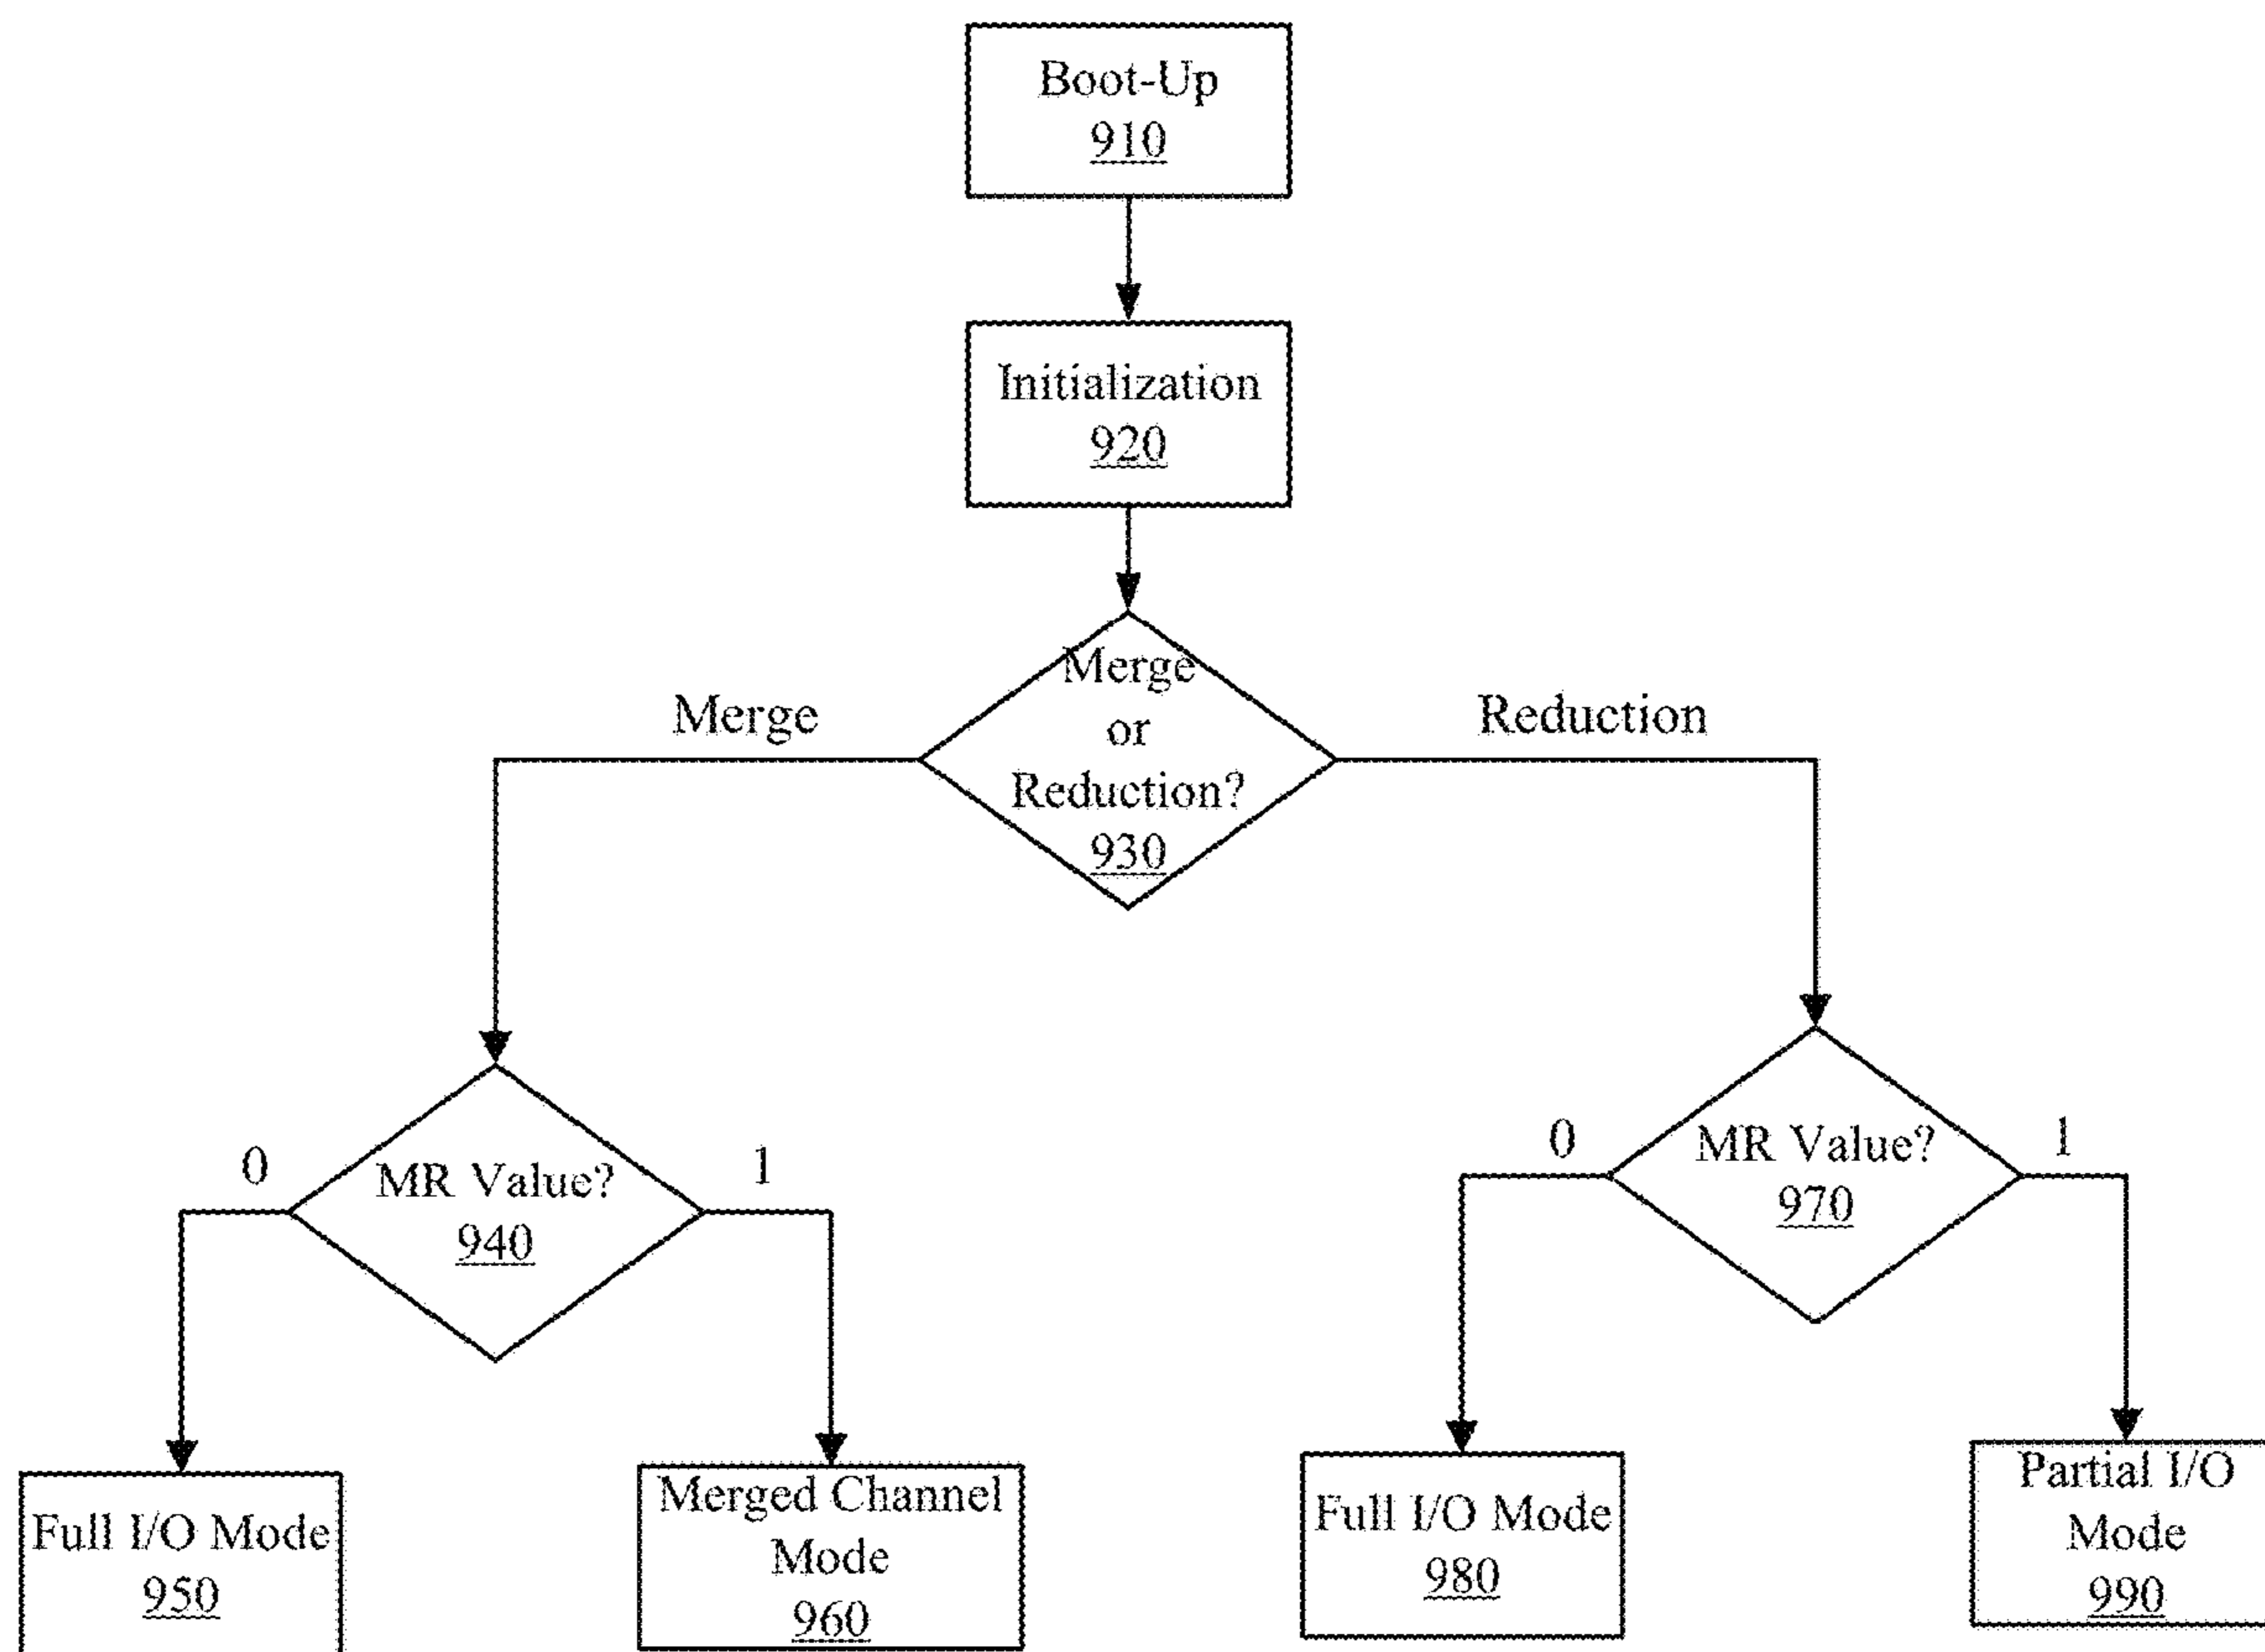 Boot-Up
910
Initialization
920
Merge
or
Reduction?
930
Merge
Reduction
MR Value?
940
0
1
MR Value?
970
0
1
Full I/O Mode
950
Merged Channel
Mode
960
Full I/O Mode
980
Partial I/O
Mode
990